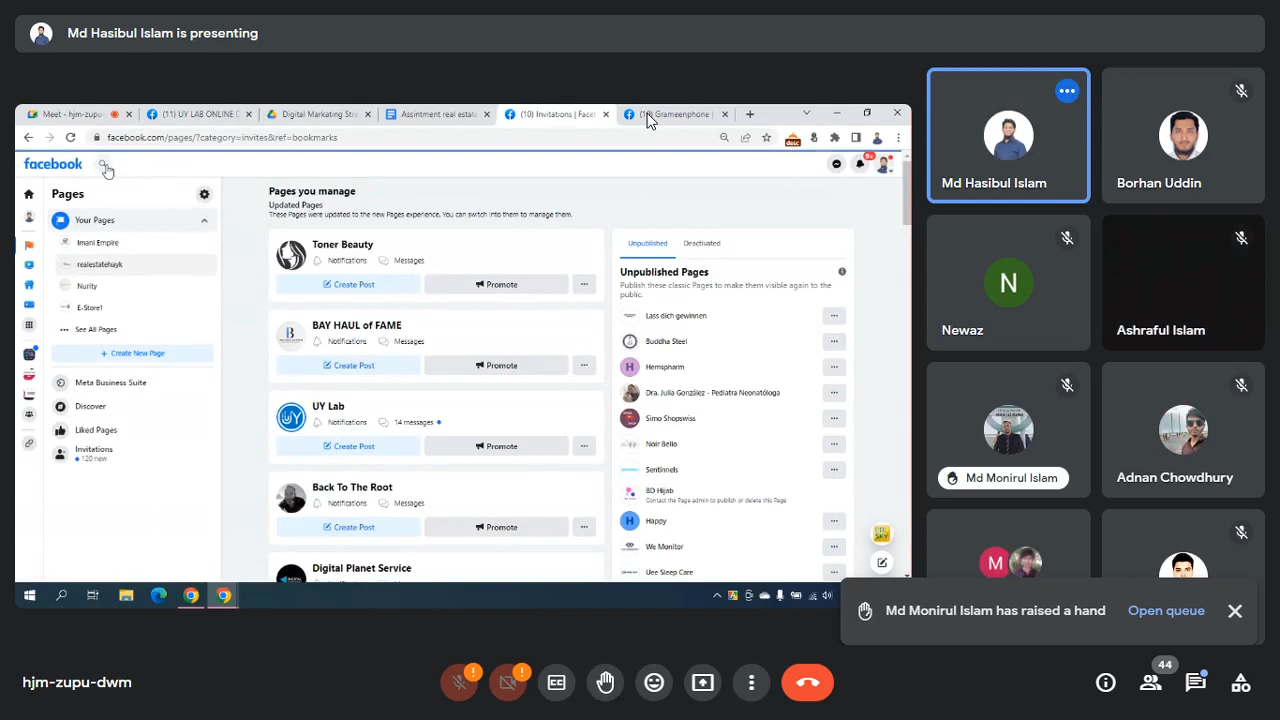 Md Hasibul Islam is presenting
Meet - hjm-zupu-
(11) UY LAB ONLINE D
Digital Marketing Stra
Assintment real estate
(10) Invitations | Face
(10) Grameenphone |
facebook.com/pages/?category=invites&ref=bookmarks
facebook
9+
Pages
Your Pages
Imani Empire
realestatehayk
Nurity
E-Store1
See All Pages
+ Create New Page
Meta Business Suite
Discover
Liked Pages
Invitations
120 new
Pages you manage
Updated Pages
These Pages were updated to the new Pages experience. You can switch into them to manage them.
Toner Beauty
Notifications Messages
Create Post Promote
BAY HAUL of FAME
Notifications Messages
Create Post Promote
UY Lab
Notifications 14 messages
Create Post Promote
Back To The Root
Notifications Messages
Create Post Promote
Digital Planet Service
Unpublished Deactivated
Unpublished Pages
Publish these classic Pages to make them visible again to the
public.
Lass dich gewinnen
Buddha Steel
H Hemspharm
Dra. Julia González - Pediatra Neonatóloga
Simo Shopswiss
Noir Bello
Sentinnels
BD Hijab
Contact the Page admin to publish or delete this Page
H Happy
We Monitor
Uee Sleep Care
Md Hasibul Islam
Borhan Uddin
N
Newaz
Ashraful Islam
Md Monirul Islam
Adnan Chowdhury
M
Md Monirul Islam has raised a hand
Open queue
hjm-zupu-dwm
44